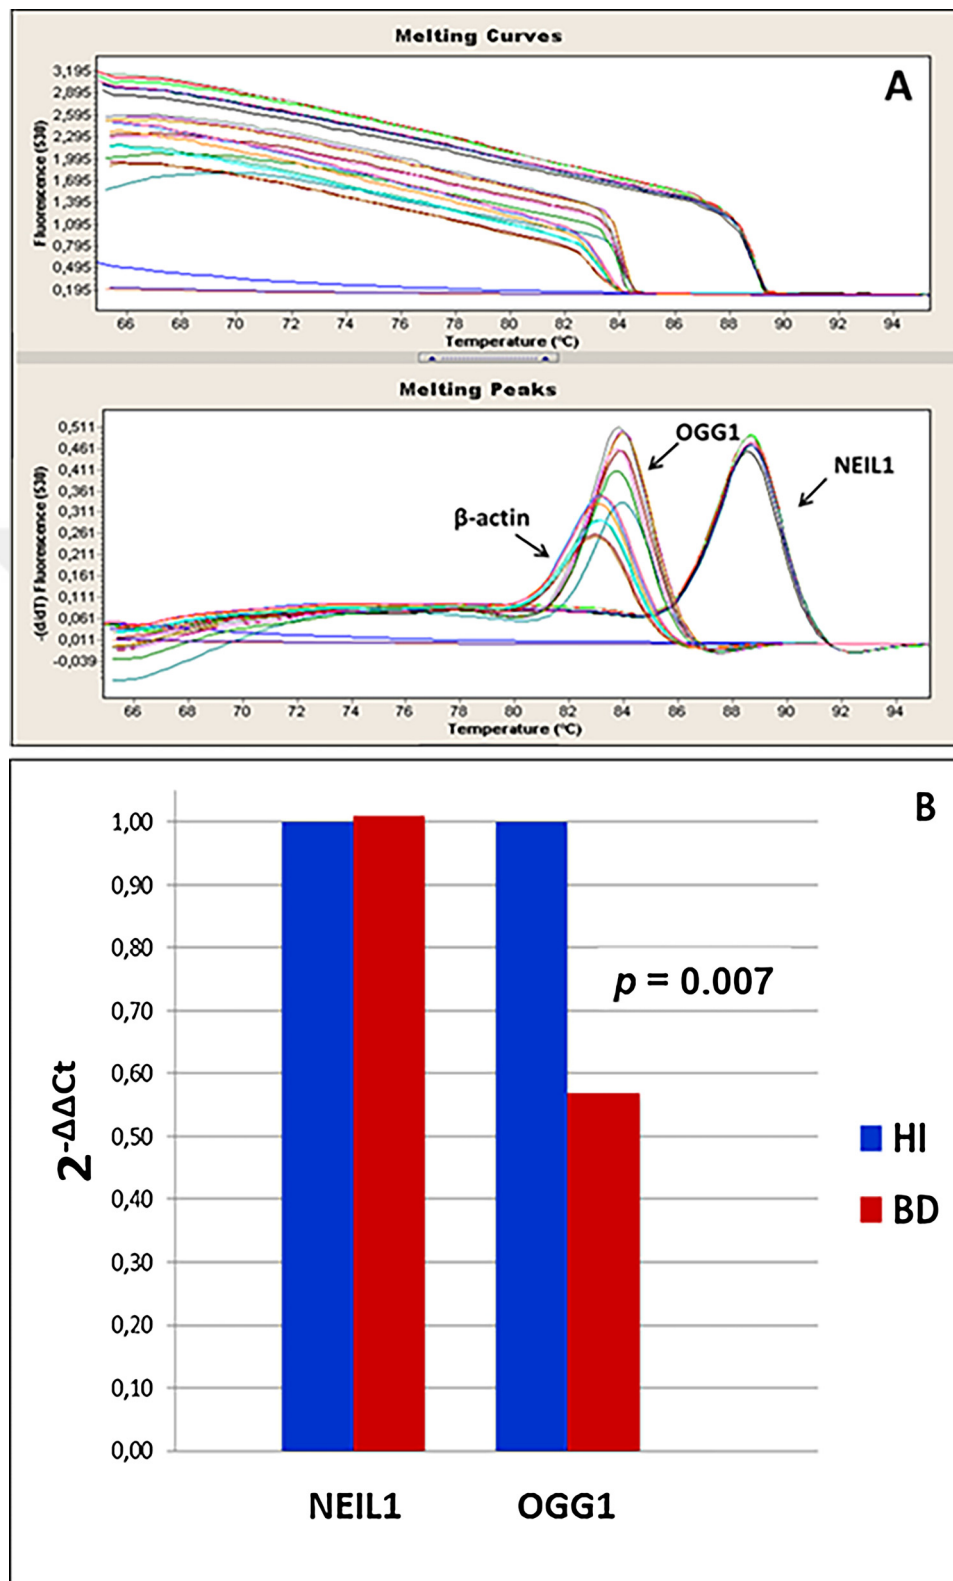 Melting Curves
A
Fluorescence (530)
3,195
2,895
2,595
2,295
1,995
1,695
1,395
1,095
0,795
0,495
0,195
66 68 70 72 74 76 78 80 82 84 86 88 90 92 94
Temperature (°C)
Melting Peaks
-(d/dT) Fluorescence (530)
0,511
0,461
0,411
0,361
0,311
0,261
0,211
0,161
0,111
0,061
0,011
-0,039
OGG1
NEIL1
β-actin
66 68 70 72 74 76 78 80 82 84 86 88 90 92 94
Temperature (°C)
B
2-ΔΔCt
1,00
0,90
0,80
0,70
0,60
0,50
0,40
0,30
0,20
0,10
0,00
p = 0.007
HI
BD
NEIL1 OGG1